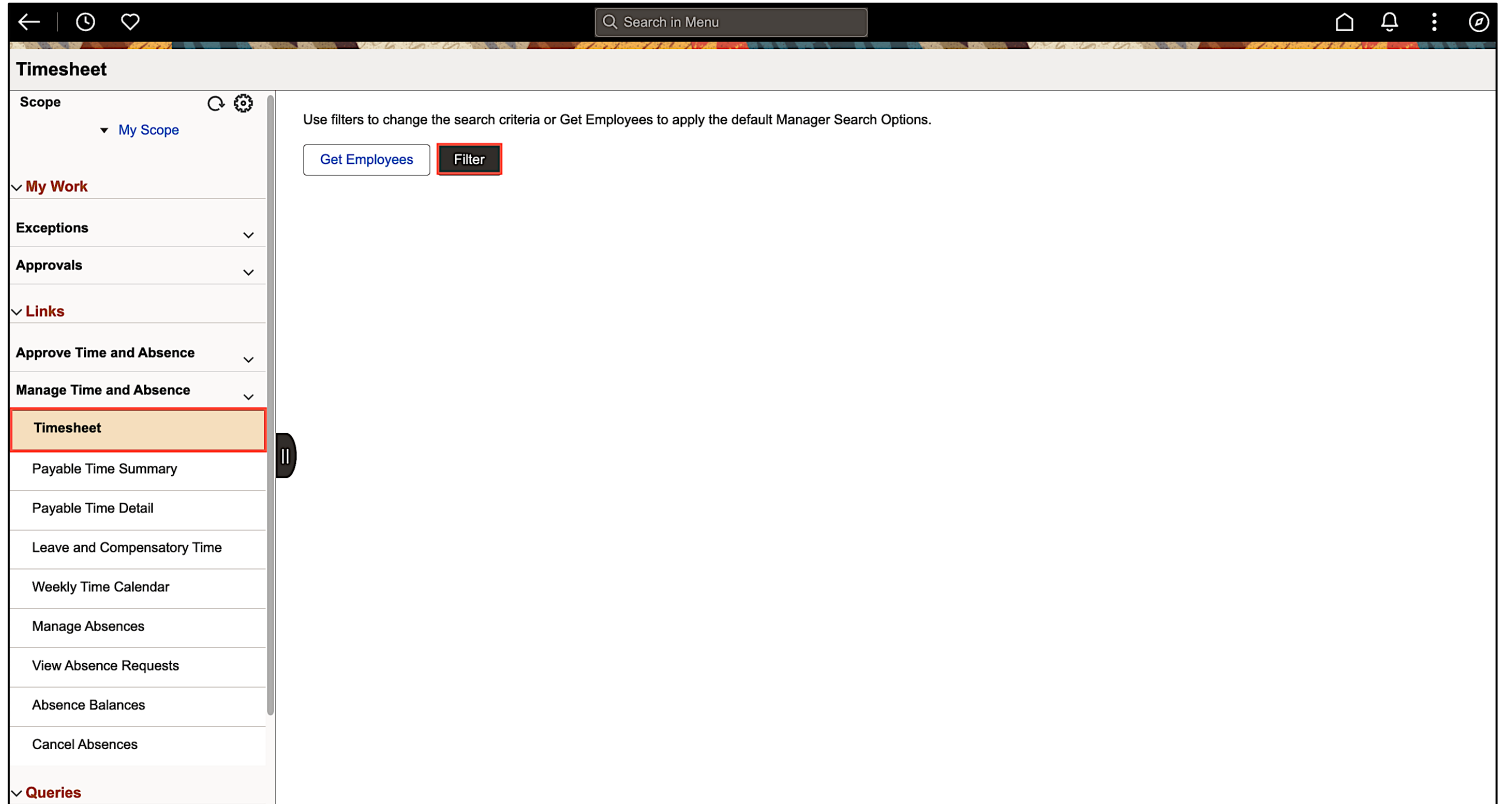 Search in Menu
Timesheet
Scope
My Scope
Use filters to change the search criteria or Get Employees to apply the default Manager Search Options.
Get Employees
Filter
My Work
Exceptions
Approvals
Links
Approve Time and Absence
Manage Time and Absence
Timesheet
Payable Time Summary
Payable Time Detail
Leave and Compensatory Time
Weekly Time Calendar
Manage Absences
View Absence Requests
Absence Balances
Cancel Absences
Queries